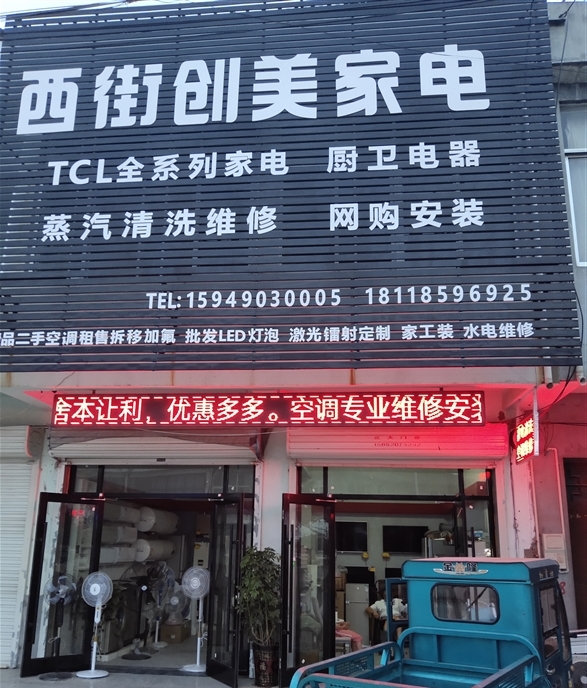 西街创美家电
TCL全系列家电 厨卫电器
蒸汽清洗维修 网购安装
TEL:15949030005 18118596925
品二手空调租售拆移加氟 批发LED灯泡 激光镭射定制 家工装 水电维修
舍本让利，优惠多多。空调专业维修安装